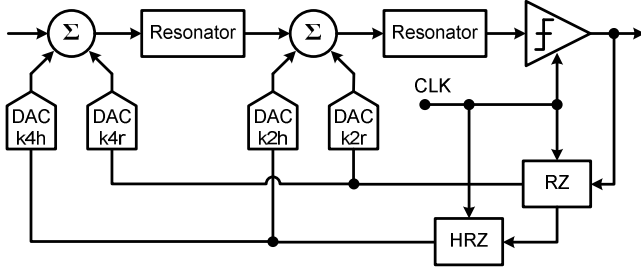 Σ
Resonator
Σ
Resonator
CLK
DAC
k4h
DAC
k4r
DAC
k2h
DAC
k2r
RZ
HRZ